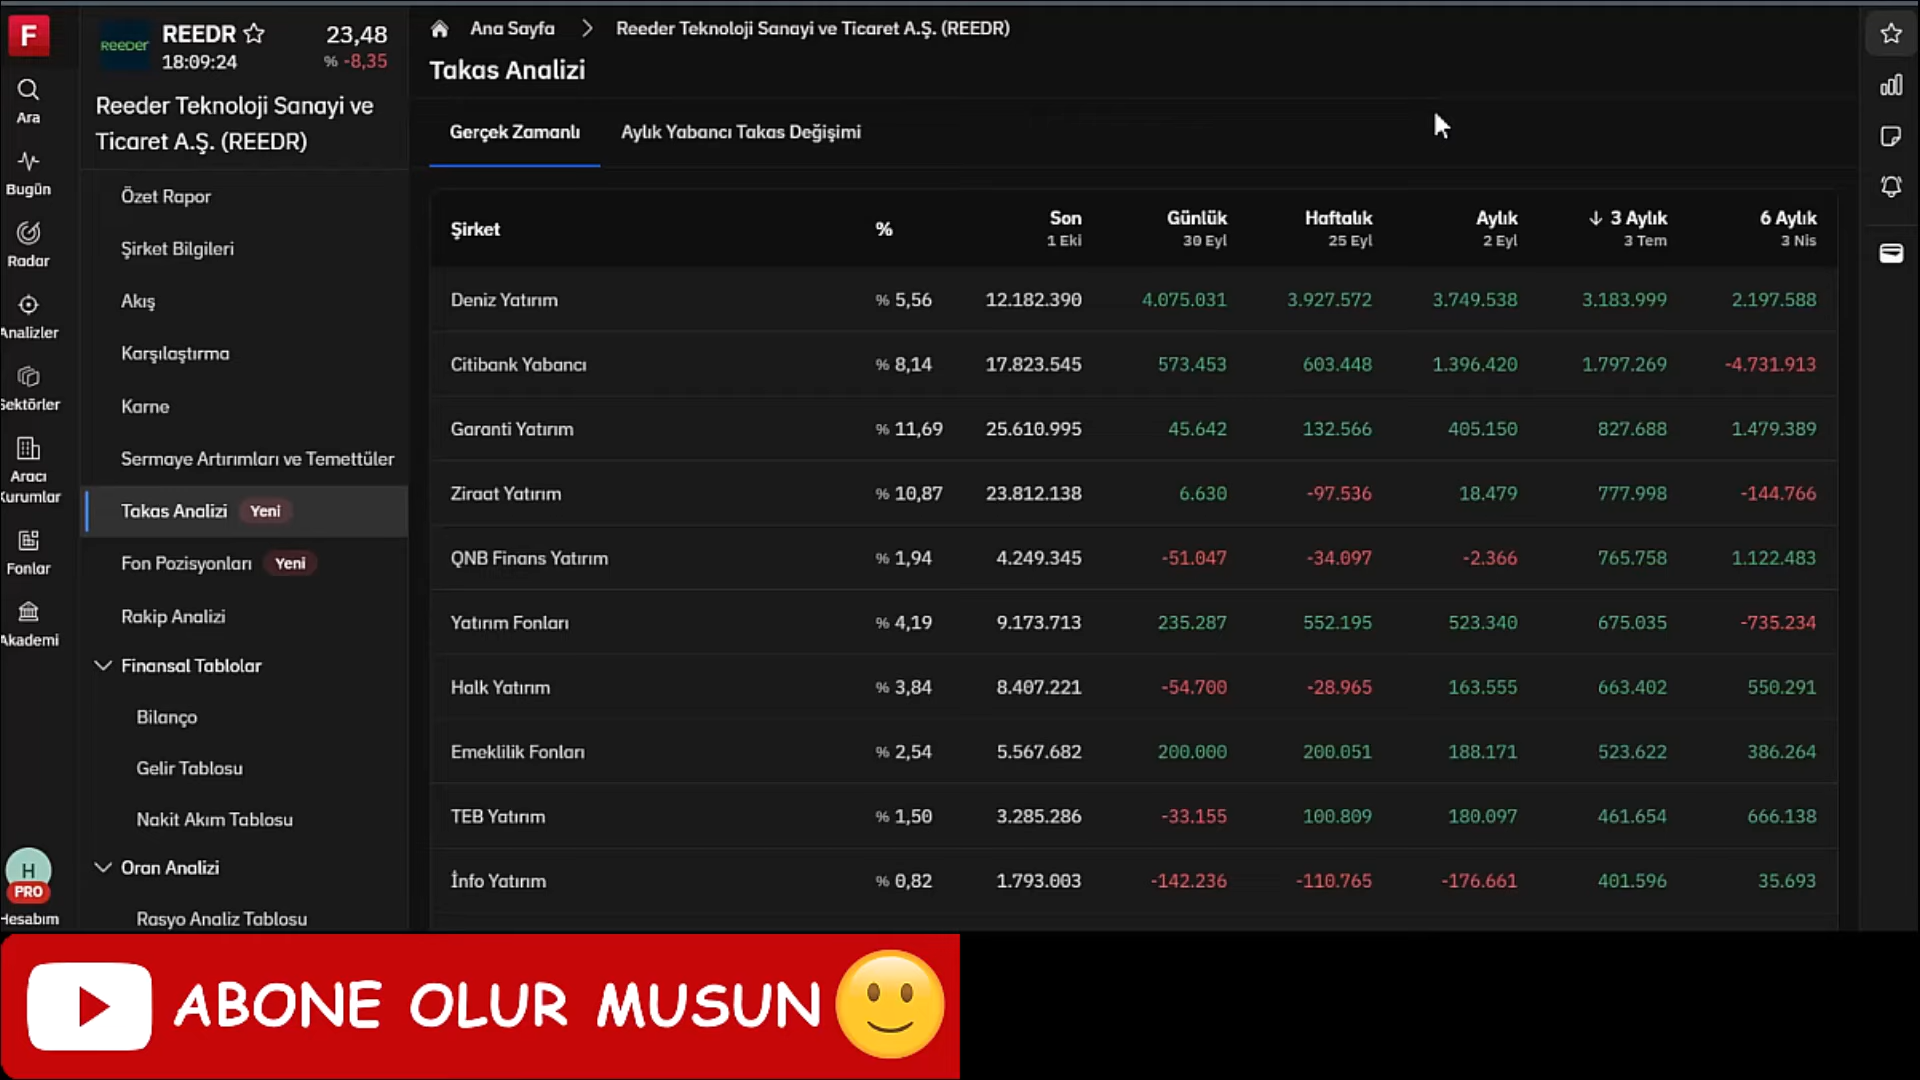 F
Ara
Bugün
Radar
Analizler
Sektörler
Aracı
Kurumlar
Fonlar
Akademi
H
PRO
Hesabım
Reeder
REEDR
23,48
18:09:24
% -8,35
Reeder Teknoloji Sanayi ve
Ticaret A.Ş. (REEDR)
Özet Rapor
Şirket Bilgileri
Akış
Karşılaştırma
Karne
Sermaye Artırımları ve Temettüler
Takas Analizi Yeni
Fon Pozisyonları Yeni
Rakip Analizi
Finansal Tablolar
Bilanço
Gelir Tablosu
Nakit Akım Tablosu
Oran Analizi
Rasyo Analiz Tablosu
Ana Sayfa > Reeder Teknoloji Sanayi ve Ticaret A.Ş. (REEDR)
Takas Analizi
Gerçek Zamanlı Aylık Yabancı Takas Değişimi
Şirket % Son Günlük Haftalık Aylık ↓ 3 Aylık 6 Aylık
1 Eki 30 Eyl 25 Eyl 2 Eyl 3 Tem 3 Nis
Deniz Yatırım % 5,56 12.182.390 4.075.031 3.927.572 3.749.538 3.183.999 2.197.588
Citibank Yabancı % 8,14 17.823.545 573.453 603.448 1.396.420 1.797.269 -4.731.913
Garanti Yatırım % 11,69 25.610.995 45.642 132.566 405.150 827.688 1.479.389
Ziraat Yatırım % 10,87 23.812.138 6.630 -97.536 18.479 777.998 -144.766
QNB Finans Yatırım % 1,94 4.249.345 -51.047 -34.097 -2.366 765.758 1.122.483
Yatırım Fonları % 4,19 9.173.713 235.287 552.195 523.340 675.035 -735.234
Halk Yatırım % 3,84 8.407.221 -54.700 -28.965 163.555 663.402 550.291
Emeklilik Fonları % 2,54 5.567.682 200.000 200.051 188.171 523.622 386.264
TEB Yatırım % 1,50 3.285.286 -33.155 100.809 180.097 461.654 666.138
İnfo Yatırım % 0,82 1.793.003 -142.236 -110.765 -176.661 401.596 35.693
ABONE OLUR MUSUN